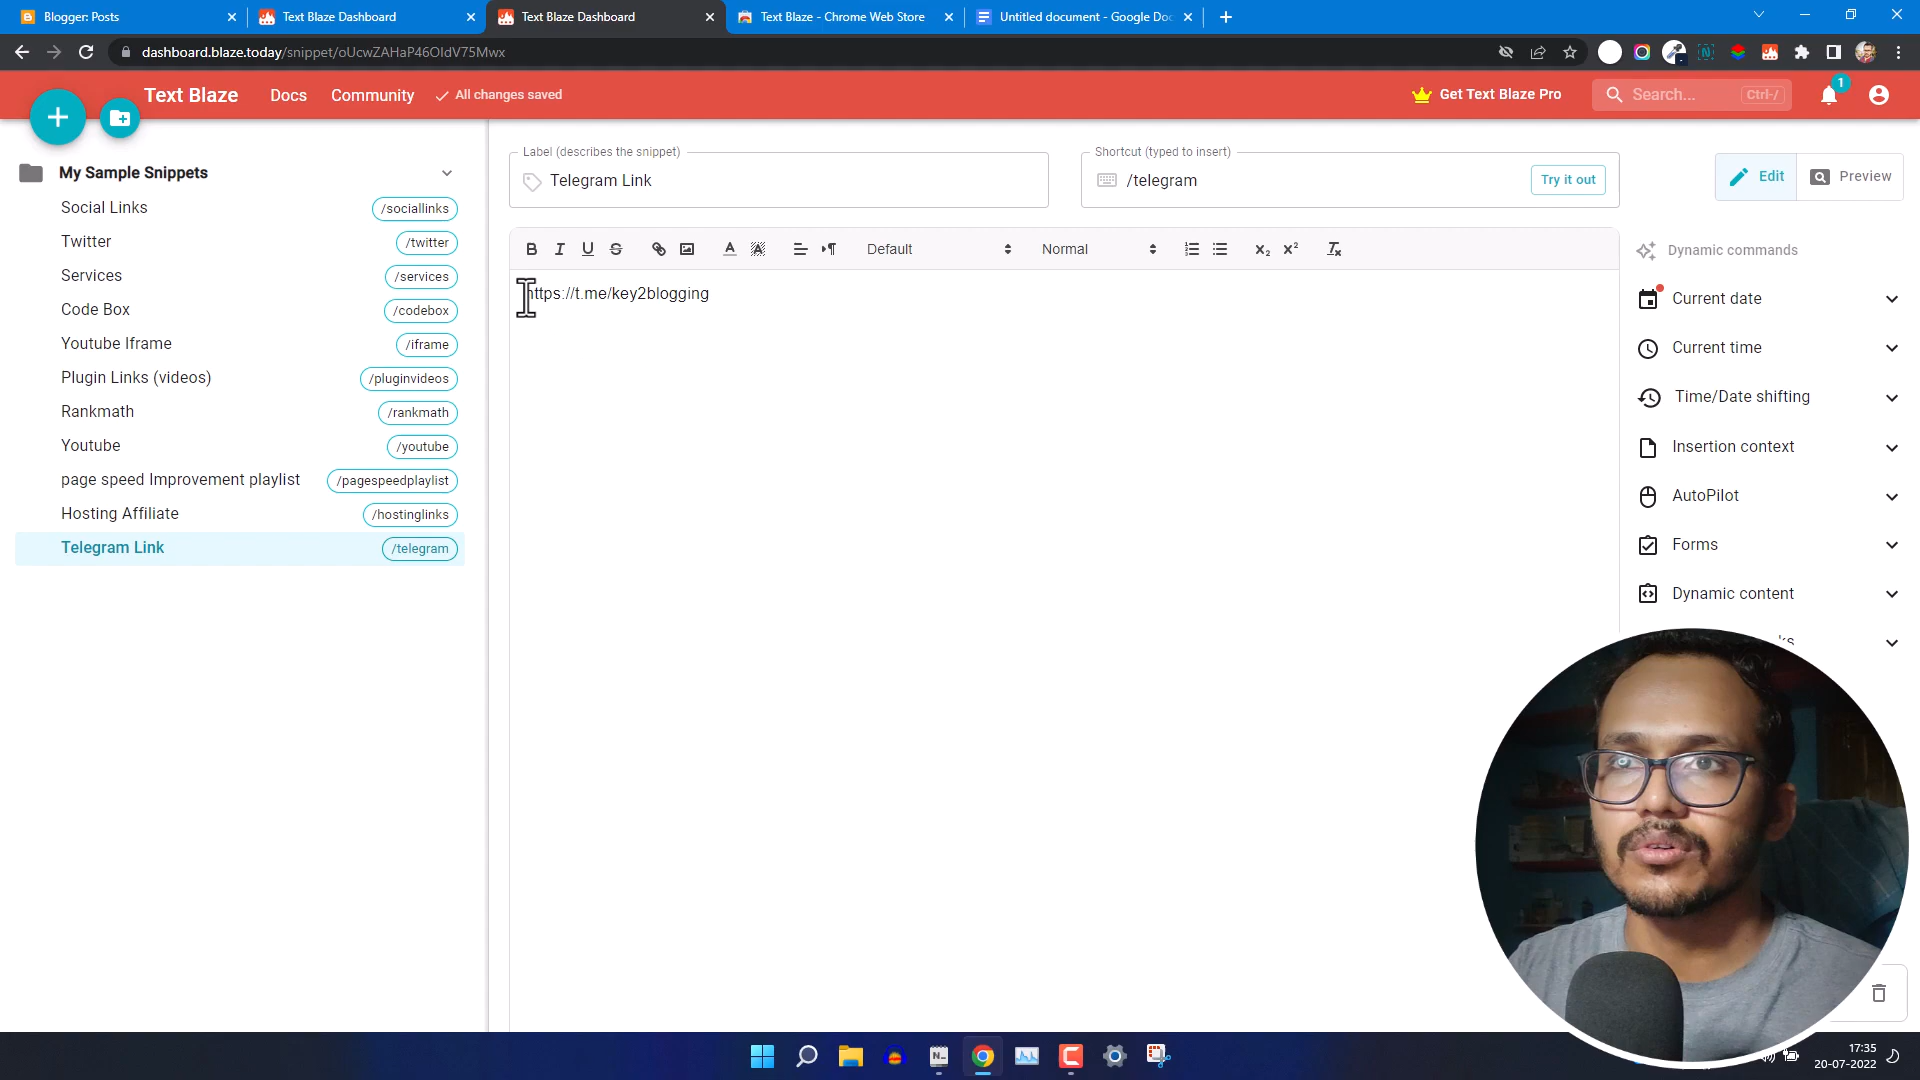 Blogger: Posts
Text Blaze Dashboard
Text Blaze Dashboard
Text Blaze - Chrome Web Store
Untitled document - Google Doc
dashboard.blaze.today/snippet/oUcwZAHaP46OIdV75Mwx
Text Blaze
Docs
Community
All changes saved
Get Text Blaze Pro
Search...
Ctrl-/
1
My Sample Snippets
Social Links /sociallinks
Twitter /twitter
Services /services
Code Box /codebox
Youtube Iframe /iframe
Plugin Links (videos) /pluginvideos
Rankmath /rankmath
Youtube /youtube
page speed Improvement playlist /pagespeedplaylist
Hosting Affiliate /hostinglinks
Telegram Link /telegram
Label (describes the snippet)
Telegram Link
Shortcut (typed to insert)
/telegram
Try it out
Edit
Preview
Default
Normal
https://t.me/key2blogging
Dynamic commands
Current date
Current time
Time/Date shifting
Insertion context
AutoPilot
Forms
Dynamic content
17:35
20-07-2022